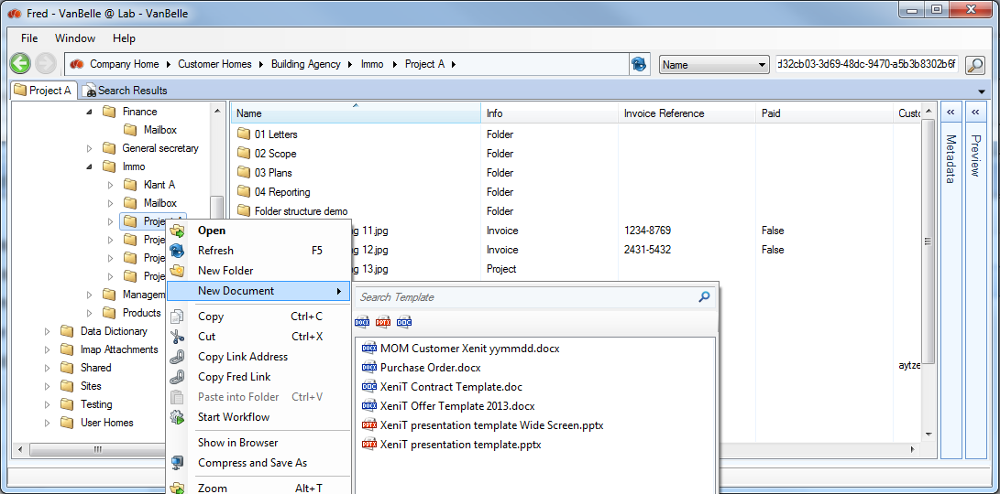 Fred - VanBelle @ Lab - VanBelle
File Window Help
Company Home Customer Homes Building Agency Immo Project A
Name
d32cb03-3d69-48dc-9470-a5b3b8302b6f
Project A Search Results
Finance
Mailbox
General secretary
Immo
Klant A
Mailbox
Project A
Proje
Proje
Proje
Managem
Products
Data Dictionary
Imap Attachments
Shared
Sites
Testing
User Homes
Name Info Invoice Reference Paid Custo
01 Letters Folder
02 Scope Folder
03 Plans Folder
04 Reporting Folder
Folder structure demo Folder
g 11.jpg Invoice 1234-8769 False
g 12.jpg Invoice 2431-5432 False
g 13.jpg Project
aytze
Metadata
Preview
Open
Refresh F5
New Folder
New Document
Copy Ctrl+C
Cut Ctrl+X
Copy Link Address
Copy Fred Link
Paste into Folder Ctrl+V
Start Workflow
Show in Browser
Compress and Save As
Zoom Alt+T
Search Template
DOCX PPTX DOC
MOM Customer Xenit yymmdd.docx
Purchase Order.docx
XeniT Contract Template.doc
XeniT Offer Template 2013.docx
XeniT presentation template Wide Screen.pptx
XeniT presentation template.pptx